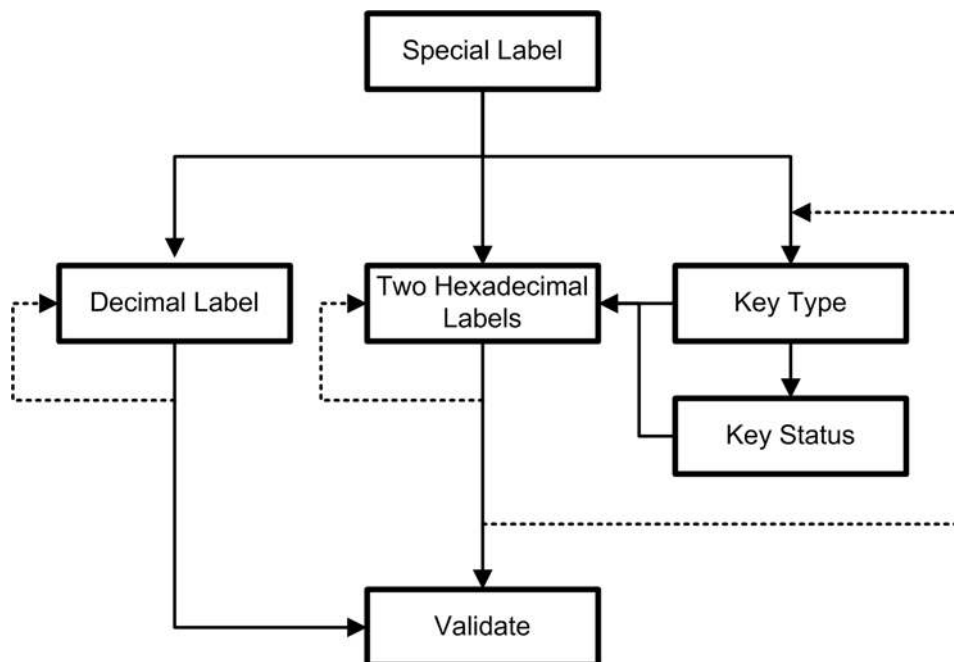 Special Label
Decimal Label
Two Hexadecimal
Labels
Key Type
Key Status
Validate